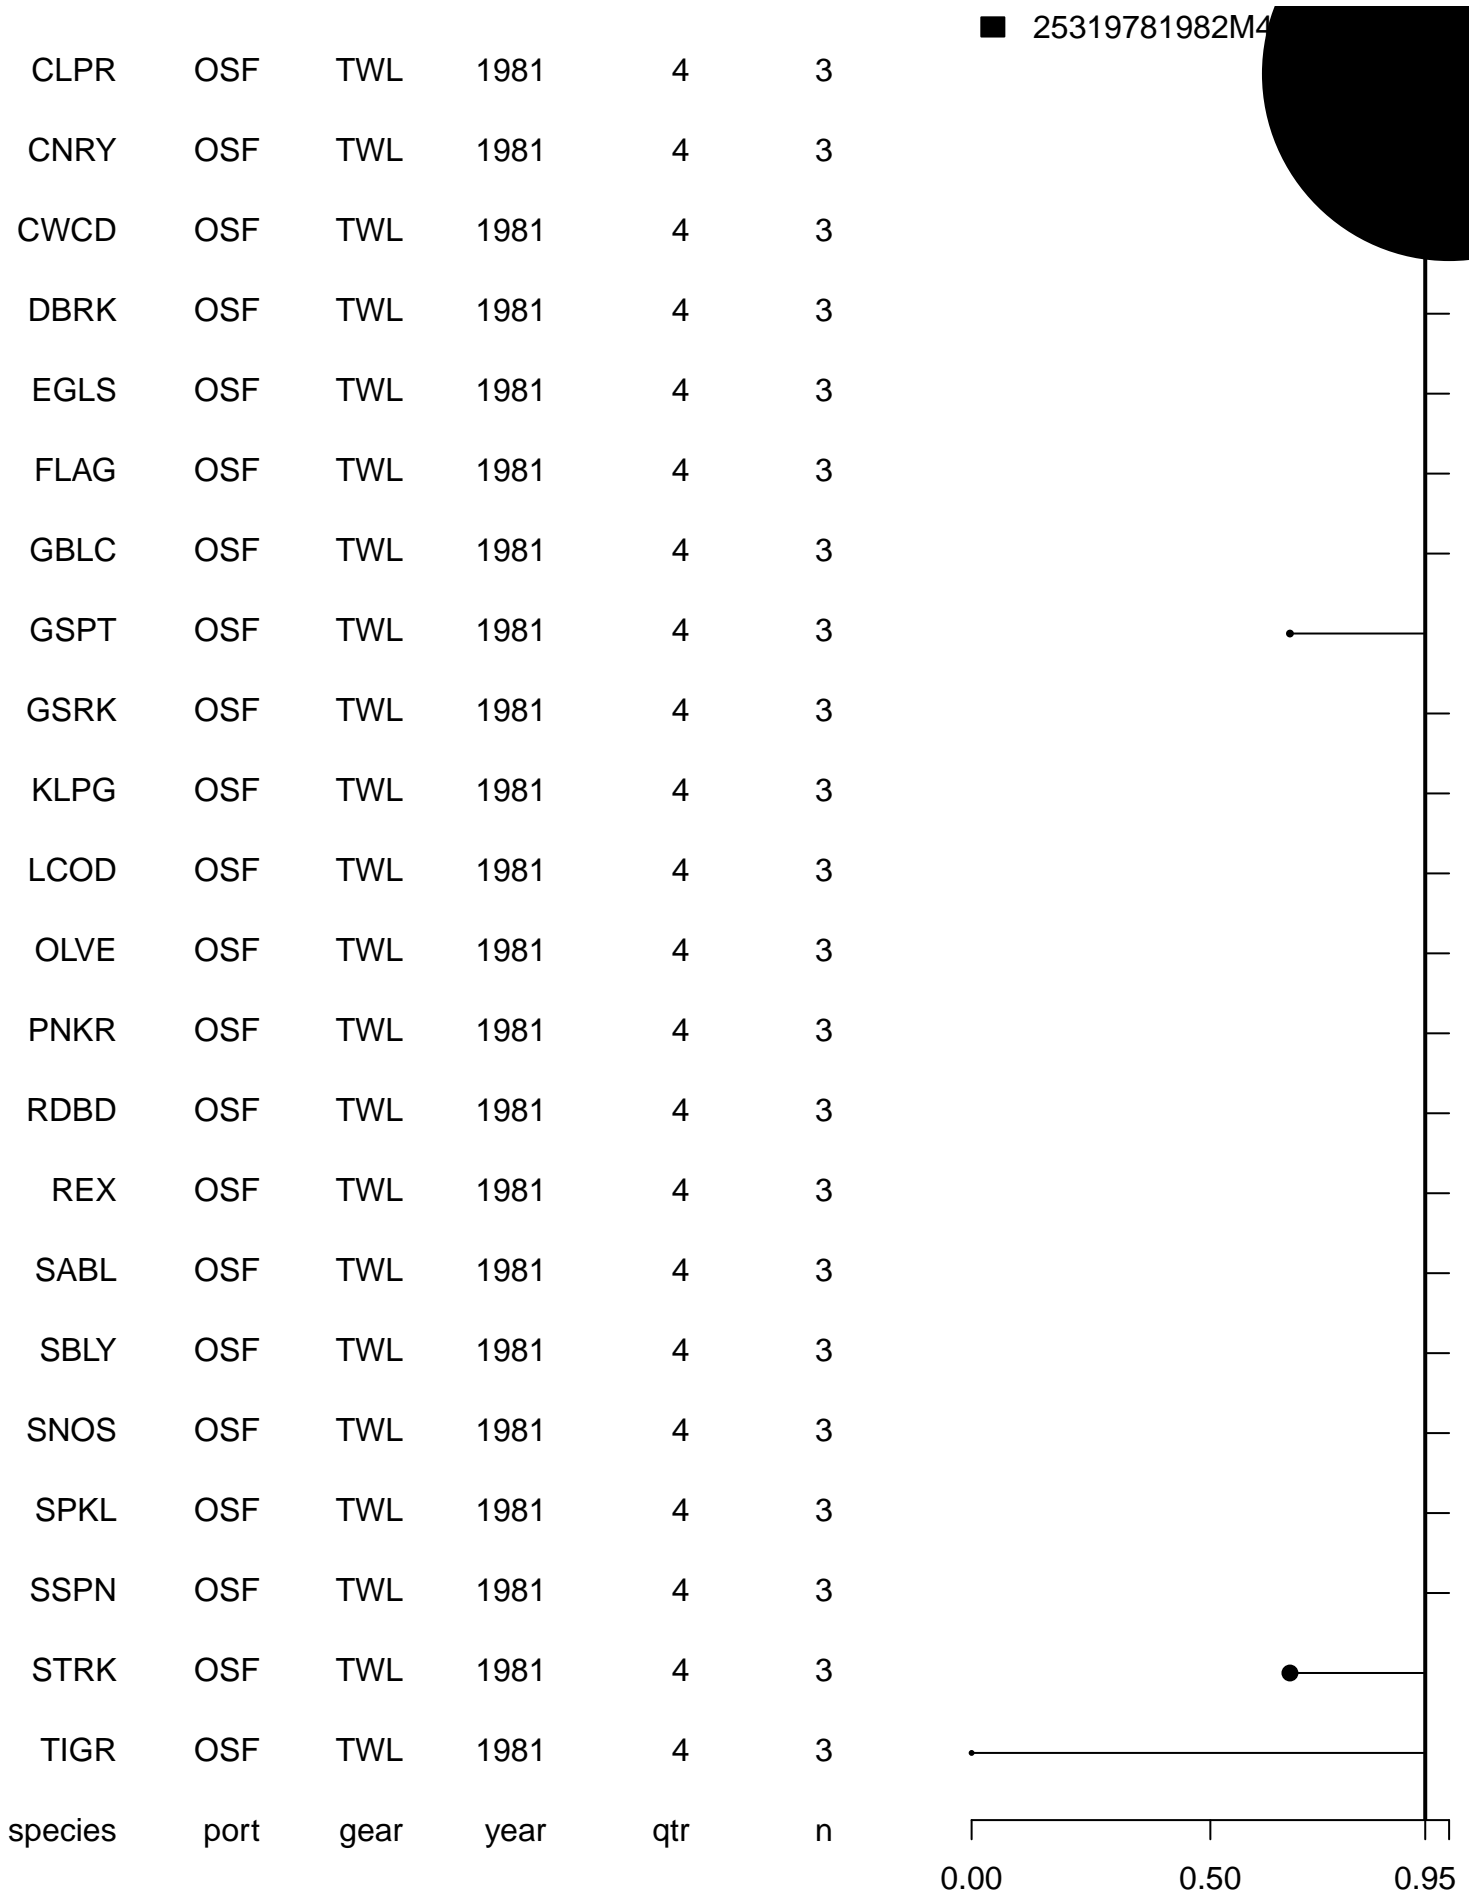 25319781982M4
CLPR OSF TWL 1981 4 3
CNRY OSF TWL 1981 4 3
CWCD OSF TWL 1981 4 3
DBRK OSF TWL 1981 4 3
EGLS OSF TWL 1981 4 3
FLAG OSF TWL 1981 4 3
GBLC OSF TWL 1981 4 3
GSPT OSF TWL 1981 4 3
GSRK OSF TWL 1981 4 3
KLPG OSF TWL 1981 4 3
LCOD OSF TWL 1981 4 3
OLVE OSF TWL 1981 4 3
PNKR OSF TWL 1981 4 3
RDBD OSF TWL 1981 4 3
REX OSF TWL 1981 4 3
SABL OSF TWL 1981 4 3
SBLY OSF TWL 1981 4 3
SNOS OSF TWL 1981 4 3
SPKL OSF TWL 1981 4 3
SSPN OSF TWL 1981 4 3
STRK OSF TWL 1981 4 3
TIGR OSF TWL 1981 4 3
species port gear year qtr n
0.00 0.50 0.95